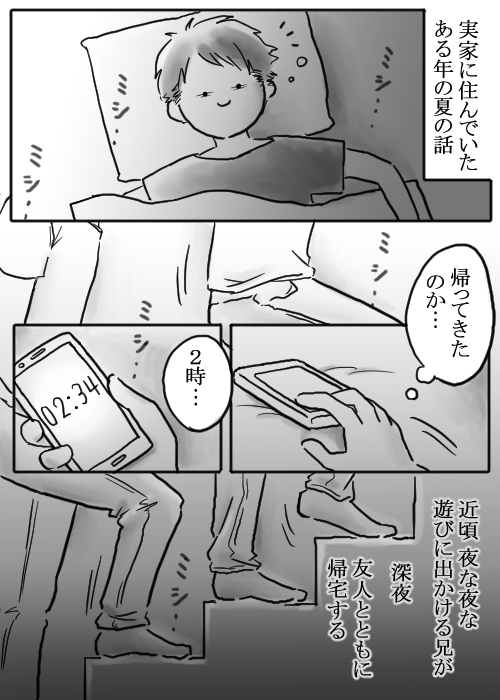 実家に住んでいた
ある年の夏の話
ミシ…
ミシ…
ミシ…
帰ってきた
のか…
ミシ…
ミシ…
２時…
02:34
近頃 夜な夜な
遊びに出かける兄が
深夜
友人とともに
帰宅する
ミシ…